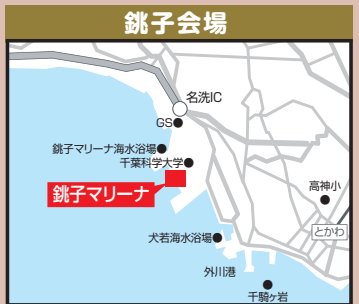 銚子会場
名洗IC
GS
銚子マリーナ海水浴場
千葉科学大学
銚子マリーナ
高神小
とかわ
犬若海水浴場
外川港
千騎ヶ岩